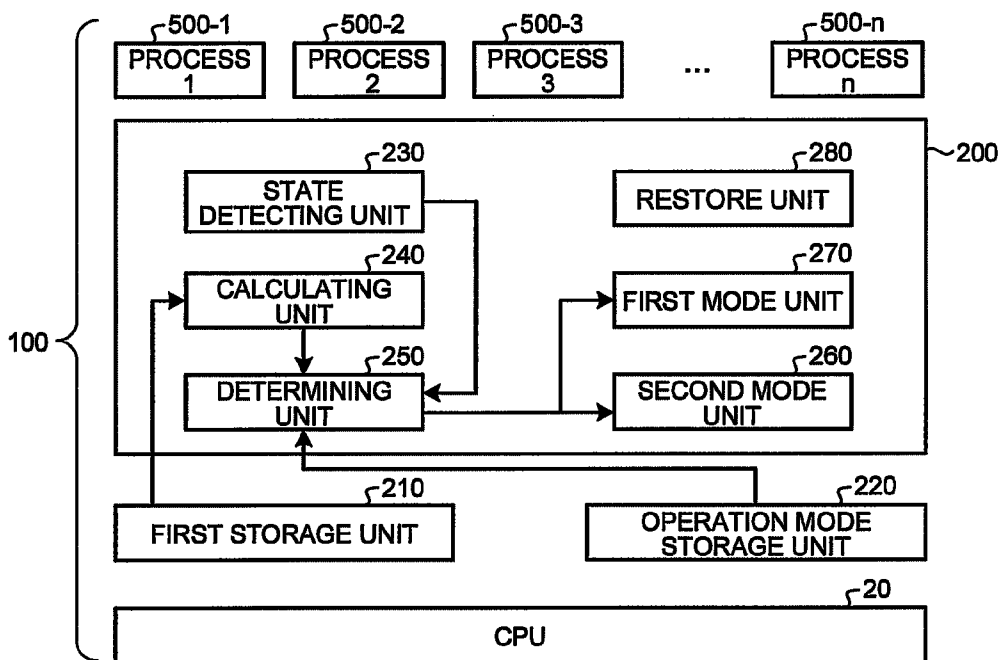 500-1 500-2 500-3 500-n
PROCESS 1
PROCESS 2
PROCESS 3
...
PROCESS n
200
230
STATE
DETECTING UNIT
280
RESTORE UNIT
240
CALCULATING
UNIT
270
FIRST MODE UNIT
100
250
DETERMINING
UNIT
260
SECOND MODE
UNIT
210
FIRST STORAGE UNIT
220
OPERATION MODE
STORAGE UNIT
20
CPU